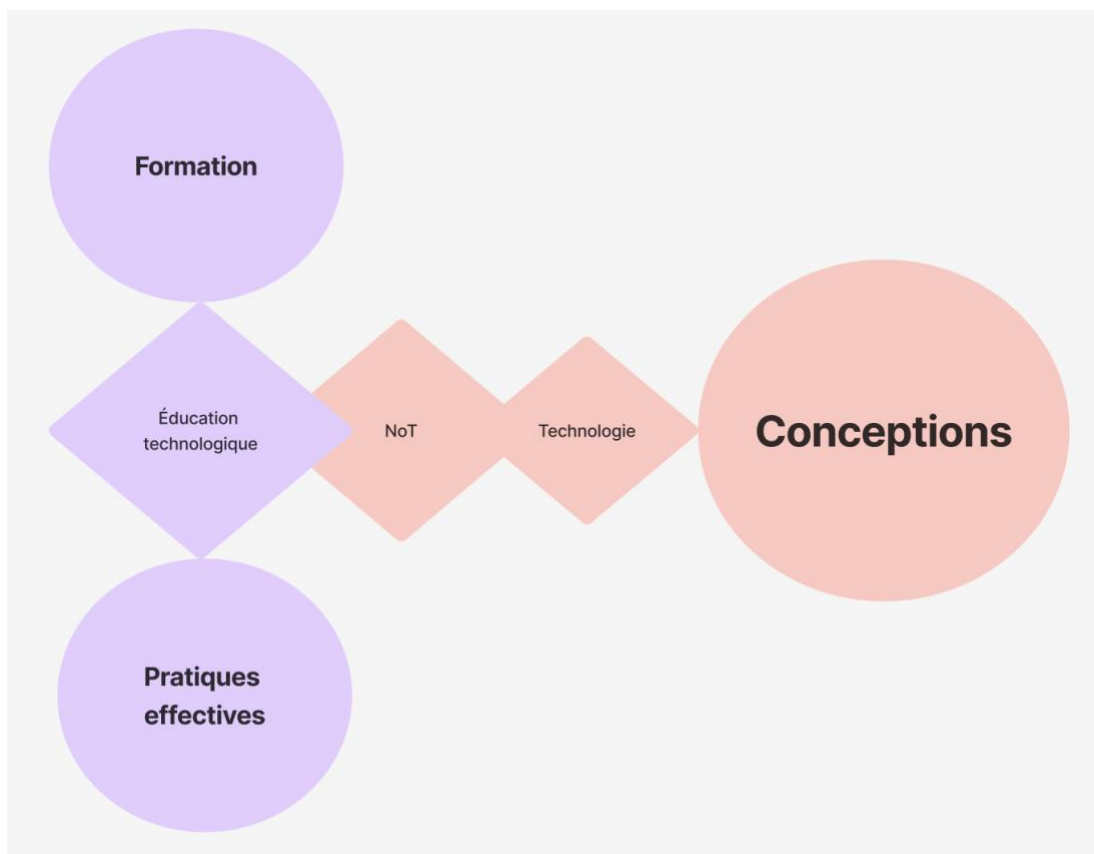 Formation
Éducation
technologique
NoT
Technologie
Conceptions
Pratiques
effectives